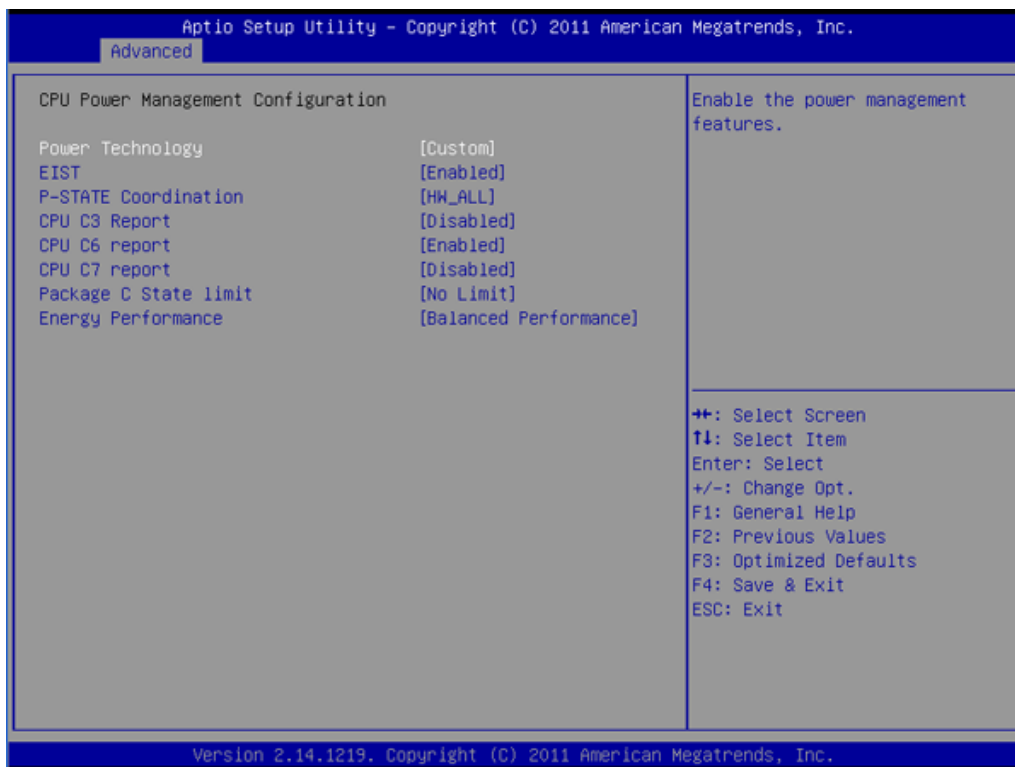 Aptio Setup Utility – Copyright (C) 2011 American Megatrends, Inc.
Advanced
CPU Power Management Configuration
Power Technology [Custom]
EIST [Enabled]
P-STATE Coordination [HW_ALL]
CPU C3 Report [Disabled]
CPU C6 report [Enabled]
CPU C7 report [Disabled]
Package C State limit [No Limit]
Energy Performance [Balanced Performance]
Enable the power management
features.
→←: Select Screen
↑↓: Select Item
Enter: Select
+/-: Change Opt.
F1: General Help
F2: Previous Values
F3: Optimized Defaults
F4: Save & Exit
ESC: Exit
Version 2.14.1219. Copyright (C) 2011 American Megatrends, Inc.